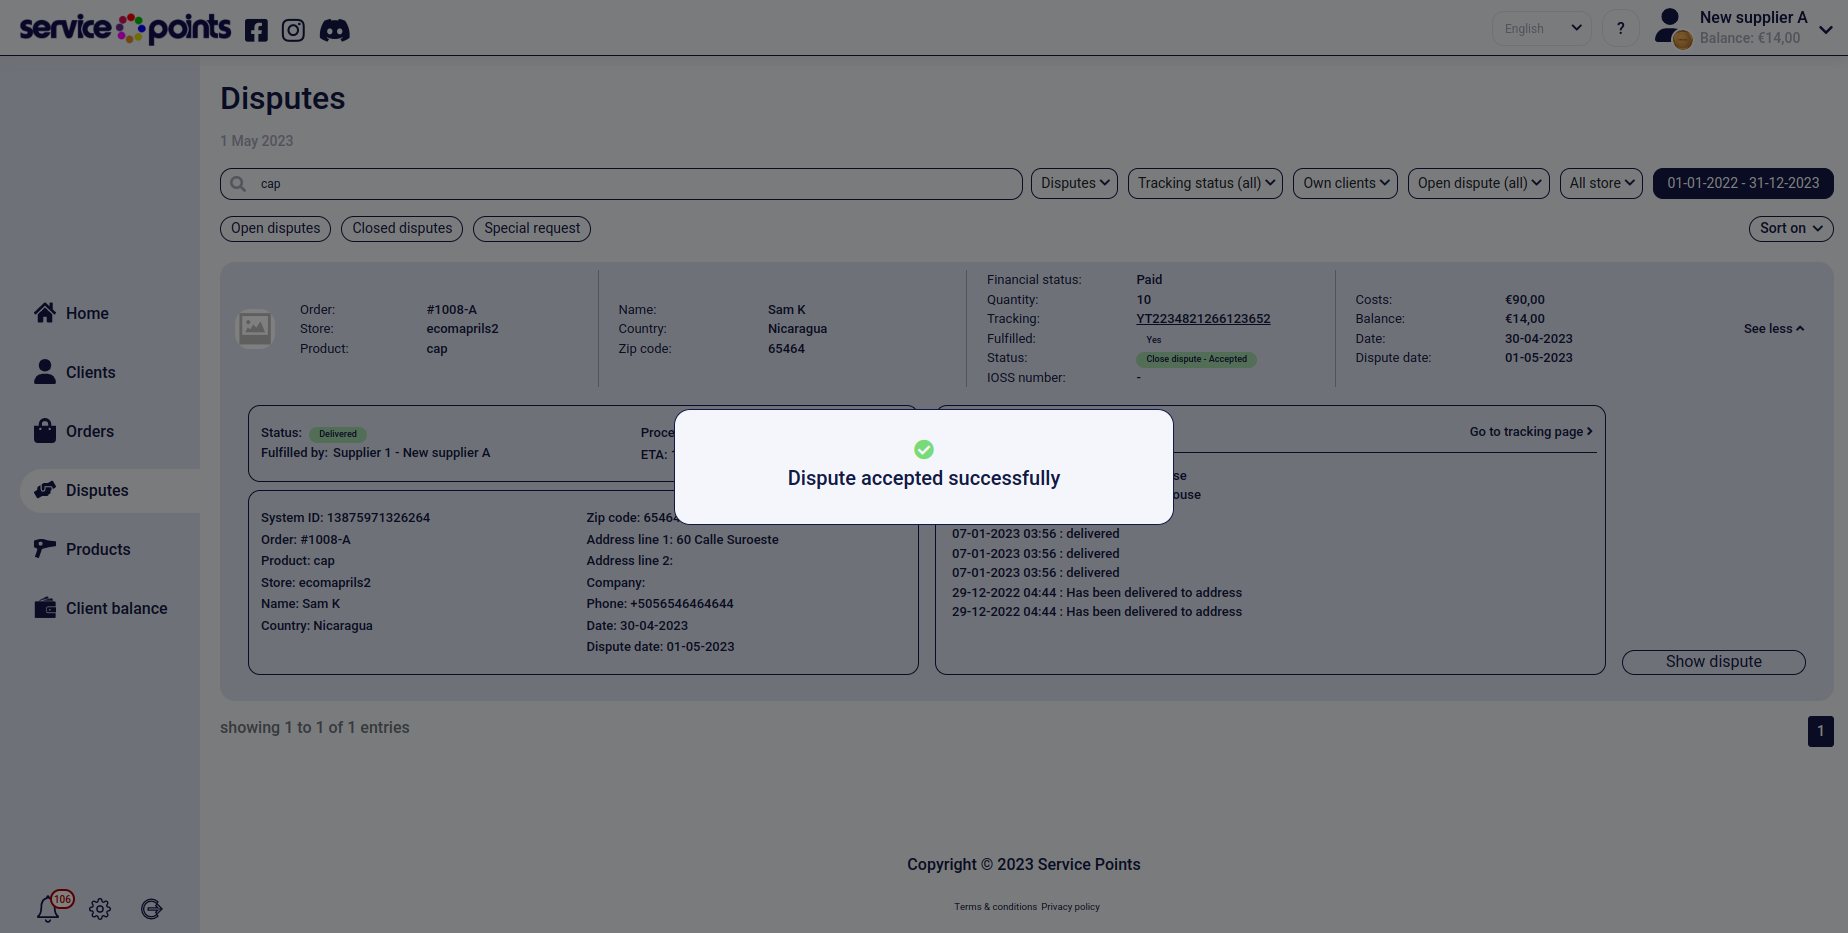 service points
English
?
New supplier A
Balance: €14,00
Disputes
1 May 2023
cap
Disputes
Tracking status (all)
Own clients
Open dispute (all)
All store
01-01-2022 - 31-12-2023
Open disputes
Closed disputes
Special request
Sort on
Home
Clients
Orders
Disputes
Products
Client balance
106
Order: #1008-A
Store: ecomaprils2
Product: cap
Name: Sam K
Country: Nicaragua
Zip code: 65464
Financial status: Paid
Quantity: 10
Tracking: YT2234821266123652
Fulfilled: Yes
Status: Close dispute - Accepted
IOSS number: -
Costs: €90,00
Balance: €14,00
Date: 30-04-2023
Dispute date: 01-05-2023
See less
Status: Delivered
Fulfilled by: Supplier 1 - New supplier A
Proce
ETA:
Dispute accepted successfully
Go to tracking page
se
ouse
System ID: 13875971326264
Order: #1008-A
Product: cap
Store: ecomaprils2
Name: Sam K
Country: Nicaragua
Zip code: 65464
Address line 1: 60 Calle Suroeste
Address line 2:
Company:
Phone: +5056546464644
Date: 30-04-2023
Dispute date: 01-05-2023
07-01-2023 03:56 : delivered
07-01-2023 03:56 : delivered
07-01-2023 03:56 : delivered
29-12-2022 04:44 : Has been delivered to address
29-12-2022 04:44 : Has been delivered to address
Show dispute
showing 1 to 1 of 1 entries
1
Copyright © 2023 Service Points
Terms & conditions Privacy policy